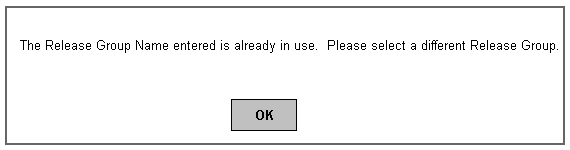 The Release Group Name entered is already in use.  Please select a different Release Group.
OK